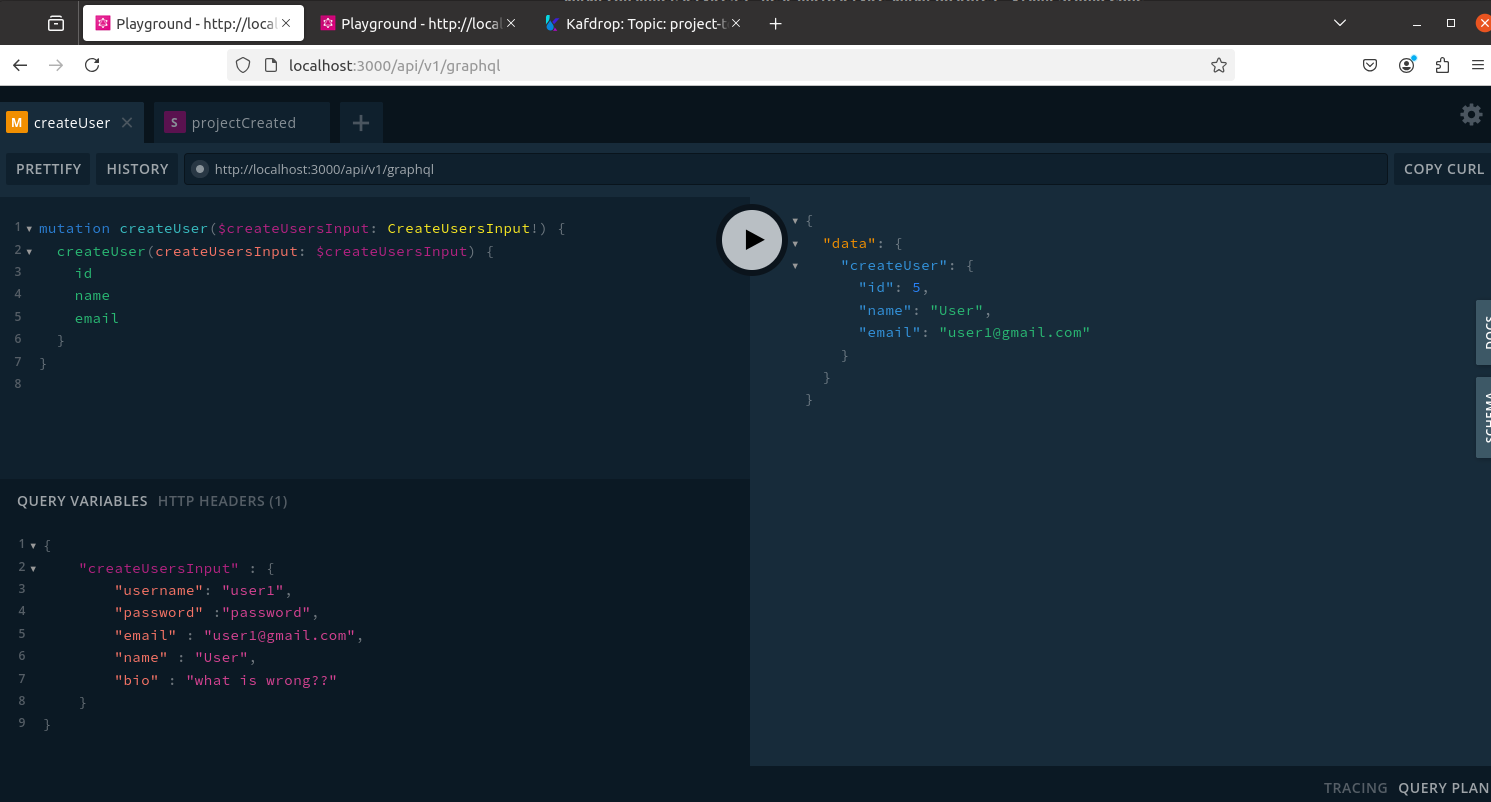 Playground - http://local
Playground - http://local
Kafdrop: Topic: project-t
localhost:3000/api/v1/graphql
M createUser
S projectCreated
PRETTIFY
HISTORY
http://localhost:3000/api/v1/graphql
COPY CURL
1 mutation createUser($createUsersInput: CreateUsersInput!) {
2 createUser(createUsersInput: $createUsersInput) {
3 id
4 name
5 email
6 }
7 }
8
{
"data": {
"createUser": {
"id": 5,
"name": "User",
"email": "user1@gmail.com"
}
}
}
DOCS
SCHEMA
QUERY VARIABLES HTTP HEADERS (1)
1 {
2 "createUsersInput" : {
3 "username": "user1",
4 "password" :"password",
5 "email" : "user1@gmail.com",
6 "name" : "User",
7 "bio" : "what is wrong??"
8 }
9 }
TRACING QUERY PLAN